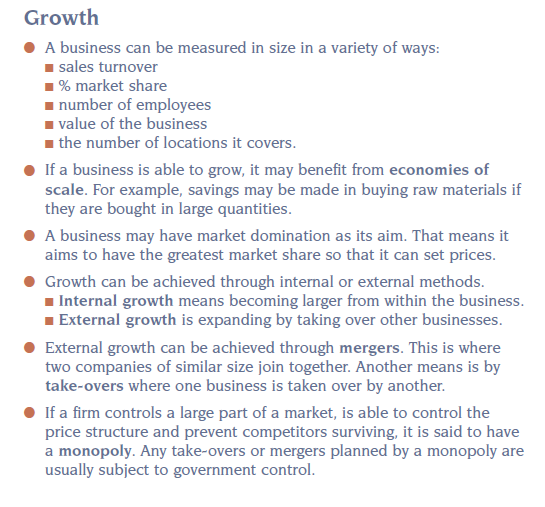 Growth
● A business can be measured in size in a variety of ways:
■ sales turnover
■ % market share
■ number of employees
■ value of the business
■ the number of locations it covers.
● If a business is able to grow, it may benefit from economies of
scale. For example, savings may be made in buying raw materials if
they are bought in large quantities.
● A business may have market domination as its aim. That means it
aims to have the greatest market share so that it can set prices.
● Growth can be achieved through internal or external methods.
■ Internal growth means becoming larger from within the business.
■ External growth is expanding by taking over other businesses.
● External growth can be achieved through mergers. This is where
two companies of similar size join together. Another means is by
take-overs where one business is taken over by another.
● If a firm controls a large part of a market, is able to control the
price structure and prevent competitors surviving, it is said to have
a monopoly. Any take-overs or mergers planned by a monopoly are
usually subject to government control.